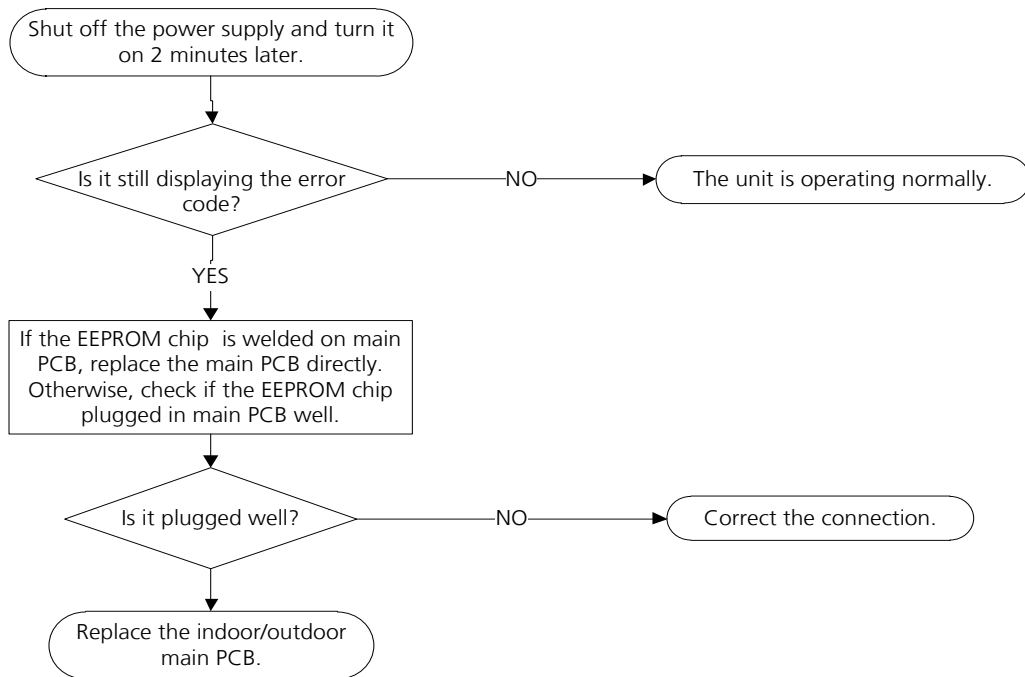 Shut off the power supply and turn it
on 2 minutes later.
Is it still displaying the error
code?
NO
The unit is operating normally.
YES
If the EEPROM chip  is welded on main
PCB, replace the main PCB directly.
Otherwise, check if the EEPROM chip
plugged in main PCB well.
Is it plugged well?
NO
Correct the connection.
Replace the indoor/outdoor
main PCB.